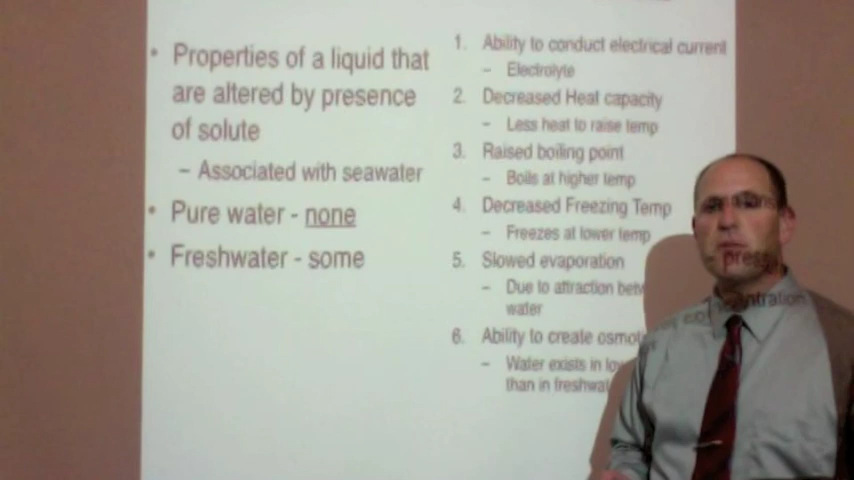 • Properties of a liquid that
are altered by presence
of solute
– Associated with seawater
• Pure water - none
• Freshwater - some
1. Ability to conduct electrical current
– Electrolyte
2. Decreased Heat capacity
– Less heat to raise temp
3. Raised boiling point
– Boils at higher temp
4. Decreased Freezing Temp
– Freezes at lower temp
5. Slowed evaporation
– Due to attraction
water
6. Ability to create
– Water exists in
than in